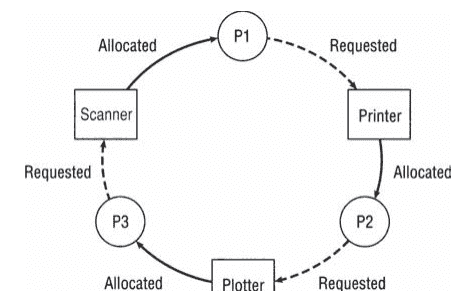 P1
Allocated
Requested
Scanner
Printer
Requested
Allocated
P3
P2
Allocated
Plotter
Requested